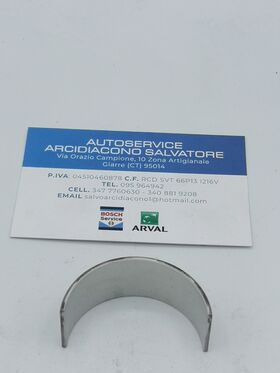 AUTOSERVICE
ARCIDIACONO SALVATORE
Via Orazio Campione, 10 Zona Artigianale
Giarre (CT) 95014
P.IVA. 04510460878 C.F. RCD SVT 66P13 I216V
TEL. 095 964942
CELL. 347 7760630 - 340 881 9208
EMAIL salvoarcidiacono1@hotmail.com
BOSCH
Service
ARVAL